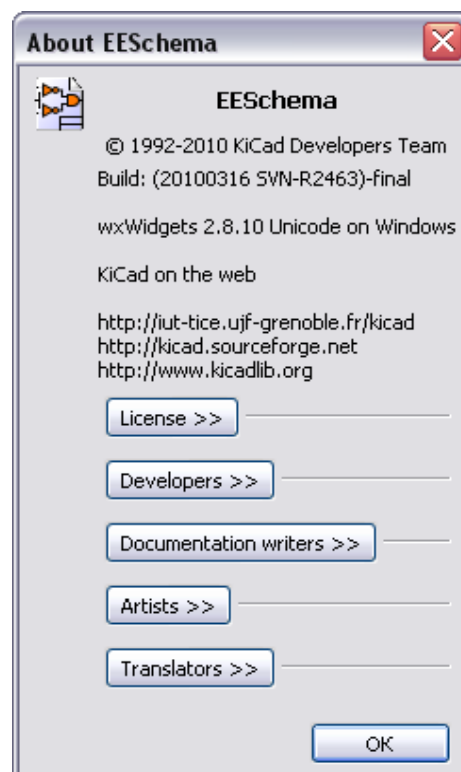 About EESchema
EESchema
© 1992-2010 KiCad Developers Team
Build: (20100316 SVN-R2463)-final
wxWidgets 2.8.10 Unicode on Windows
KiCad on the web
http://iut-tice.ujf-grenoble.fr/kicad
http://kicad.sourceforge.net
http://www.kicadlib.org
License >>
Developers >>
Documentation writers >>
Artists >>
Translators >>
OK